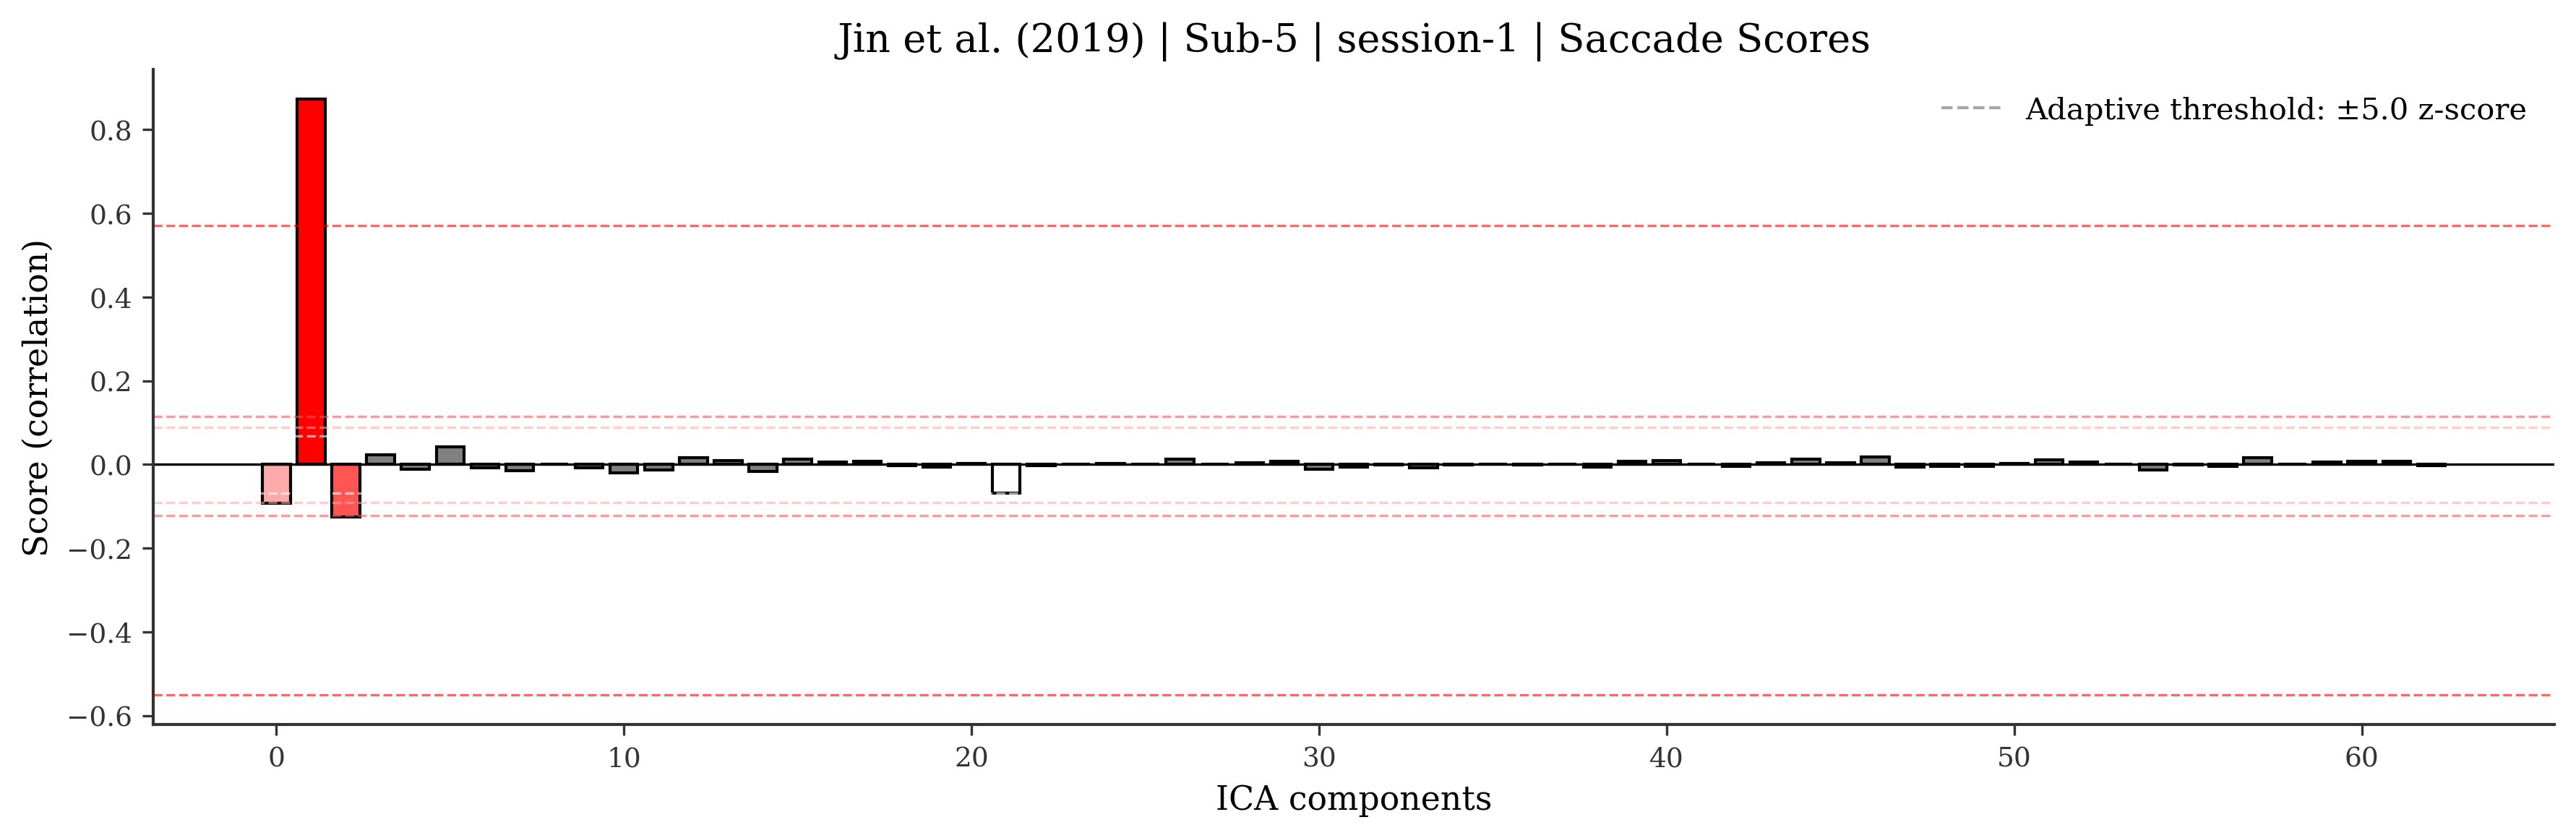 Jin et al. (2019) | Sub-5 | session-1 | Saccade Scores
Adaptive threshold: ±5.0 z-score
Score (correlation)
0.8
0.6
0.4
0.2
0.0
−0.2
−0.4
−0.6
0 10 20 30 40 50 60
ICA components